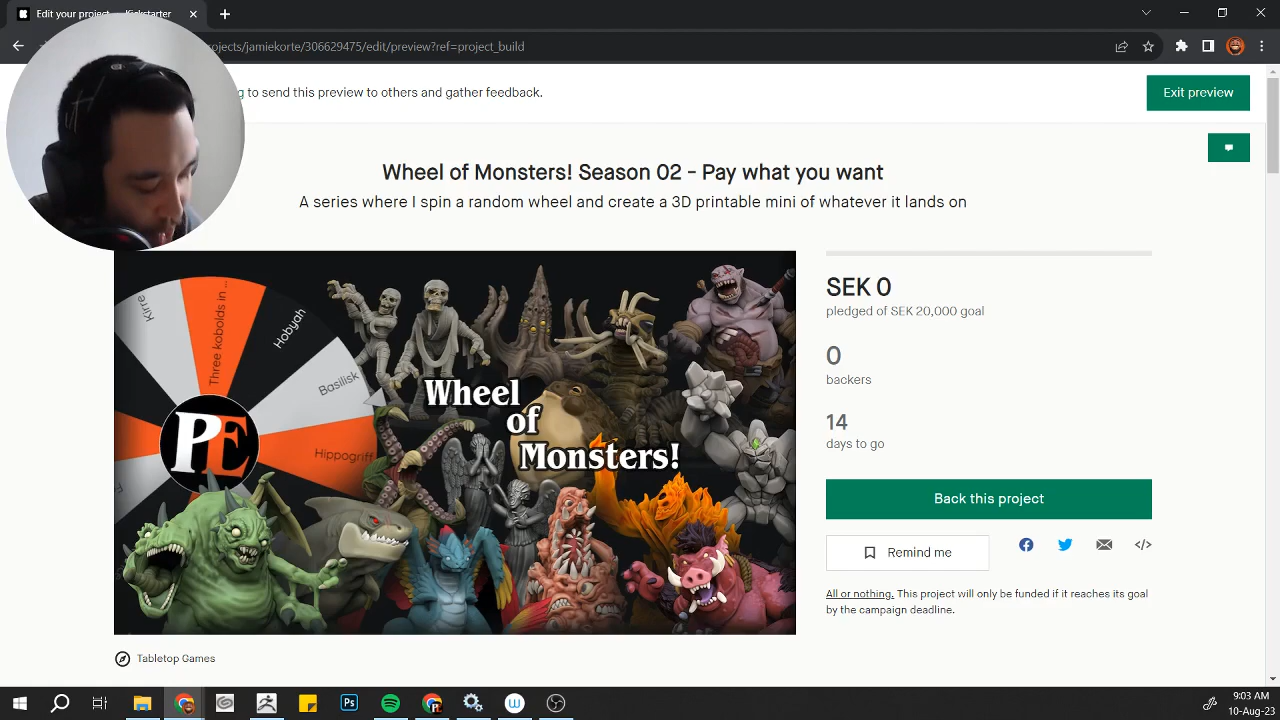 Edit your project — Kickstarter
ojects/jamiekorte/306629475/edit/preview?ref=project_build
g to send this preview to others and gather feedback.
Exit preview
Wheel of Monsters! Season 02 - Pay what you want
A series where I spin a random wheel and create a 3D printable mini of whatever it lands on
Kirre
Three kobolds in ...
Hobyah
Basilisk
Hippogriff
PE
Wheel
of
Monsters!
SEK 0
pledged of SEK 20,000 goal
0
backers
14
days to go
Back this project
Remind me
All or nothing. This project will only be funded if it reaches its goal
by the campaign deadline.
Tabletop Games
Ps
PE
W
9:03 AM
10-Aug-23